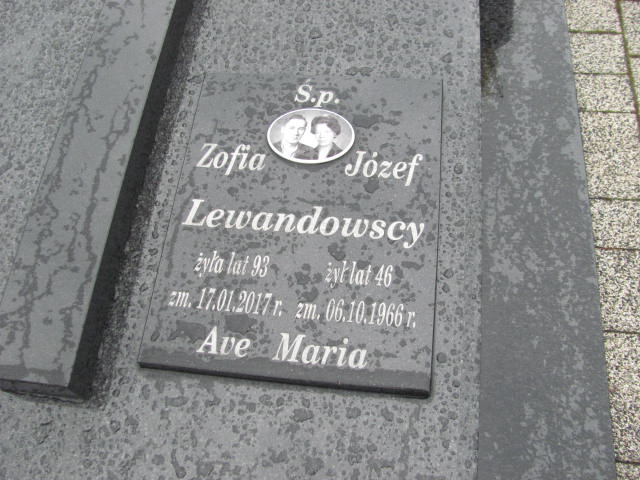 Ś.p.
Zofia Józef
Lewandowscy
żyła lat 93 żył lat 46
zm. 17.01.2017 r. zm. 06.10.1966 r.
Ave Maria